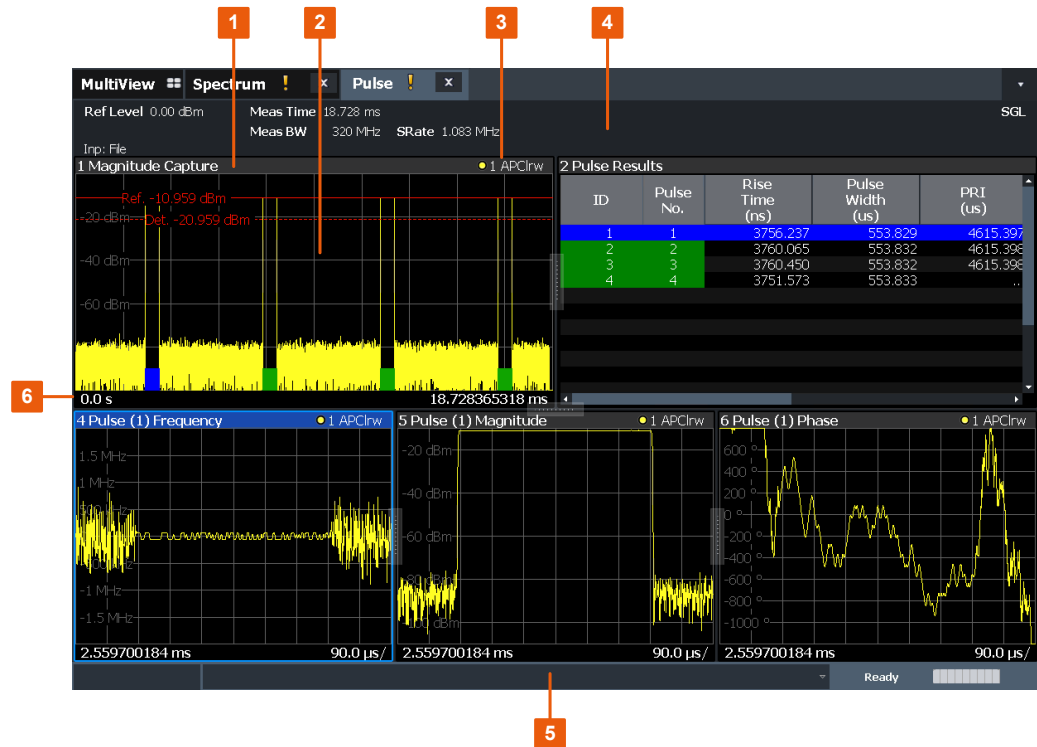 1 2 3 4
MultiView Spectrum ! x Pulse ! x
Ref Level 0.00 dBm Meas Time 18.728 ms SGL
Meas BW 320 MHz SRate 1.083 MHz
Inp: File
1 Magnitude Capture 1 APClrw
Ref. -10.959 dBm
-20 dBm Det. -20.959 dBm
-40 dBm
-60 dBm
0.0 s 18.728365318 ms
6
2 Pulse Results
ID Pulse No. Rise Time (ns) Pulse Width (us) PRI (us)
1 1 3756.237 553.829 4615.397
2 2 3760.065 553.832 4615.398
3 3 3760.450 553.832 4615.398
4 4 3751.573 553.833 ..
4 Pulse (1) Frequency 1 APClrw
1.5 MHz
1 MHz
-1 MHz
-1.5 MHz
2.559700184 ms 90.0 µs/
5 Pulse (1) Magnitude 1 APClrw
-20 dBm
-40 dBm
-60 dBm
-80 dBm
-100 dBm
2.559700184 ms 90.0 µs/
6 Pulse (1) Phase 1 APClrw
600 °
400 °
200 °
0 °
-200 °
-400 °
-600 °
-800 °
-1000 °
2.559700184 ms 90.0 µs/
Ready
5